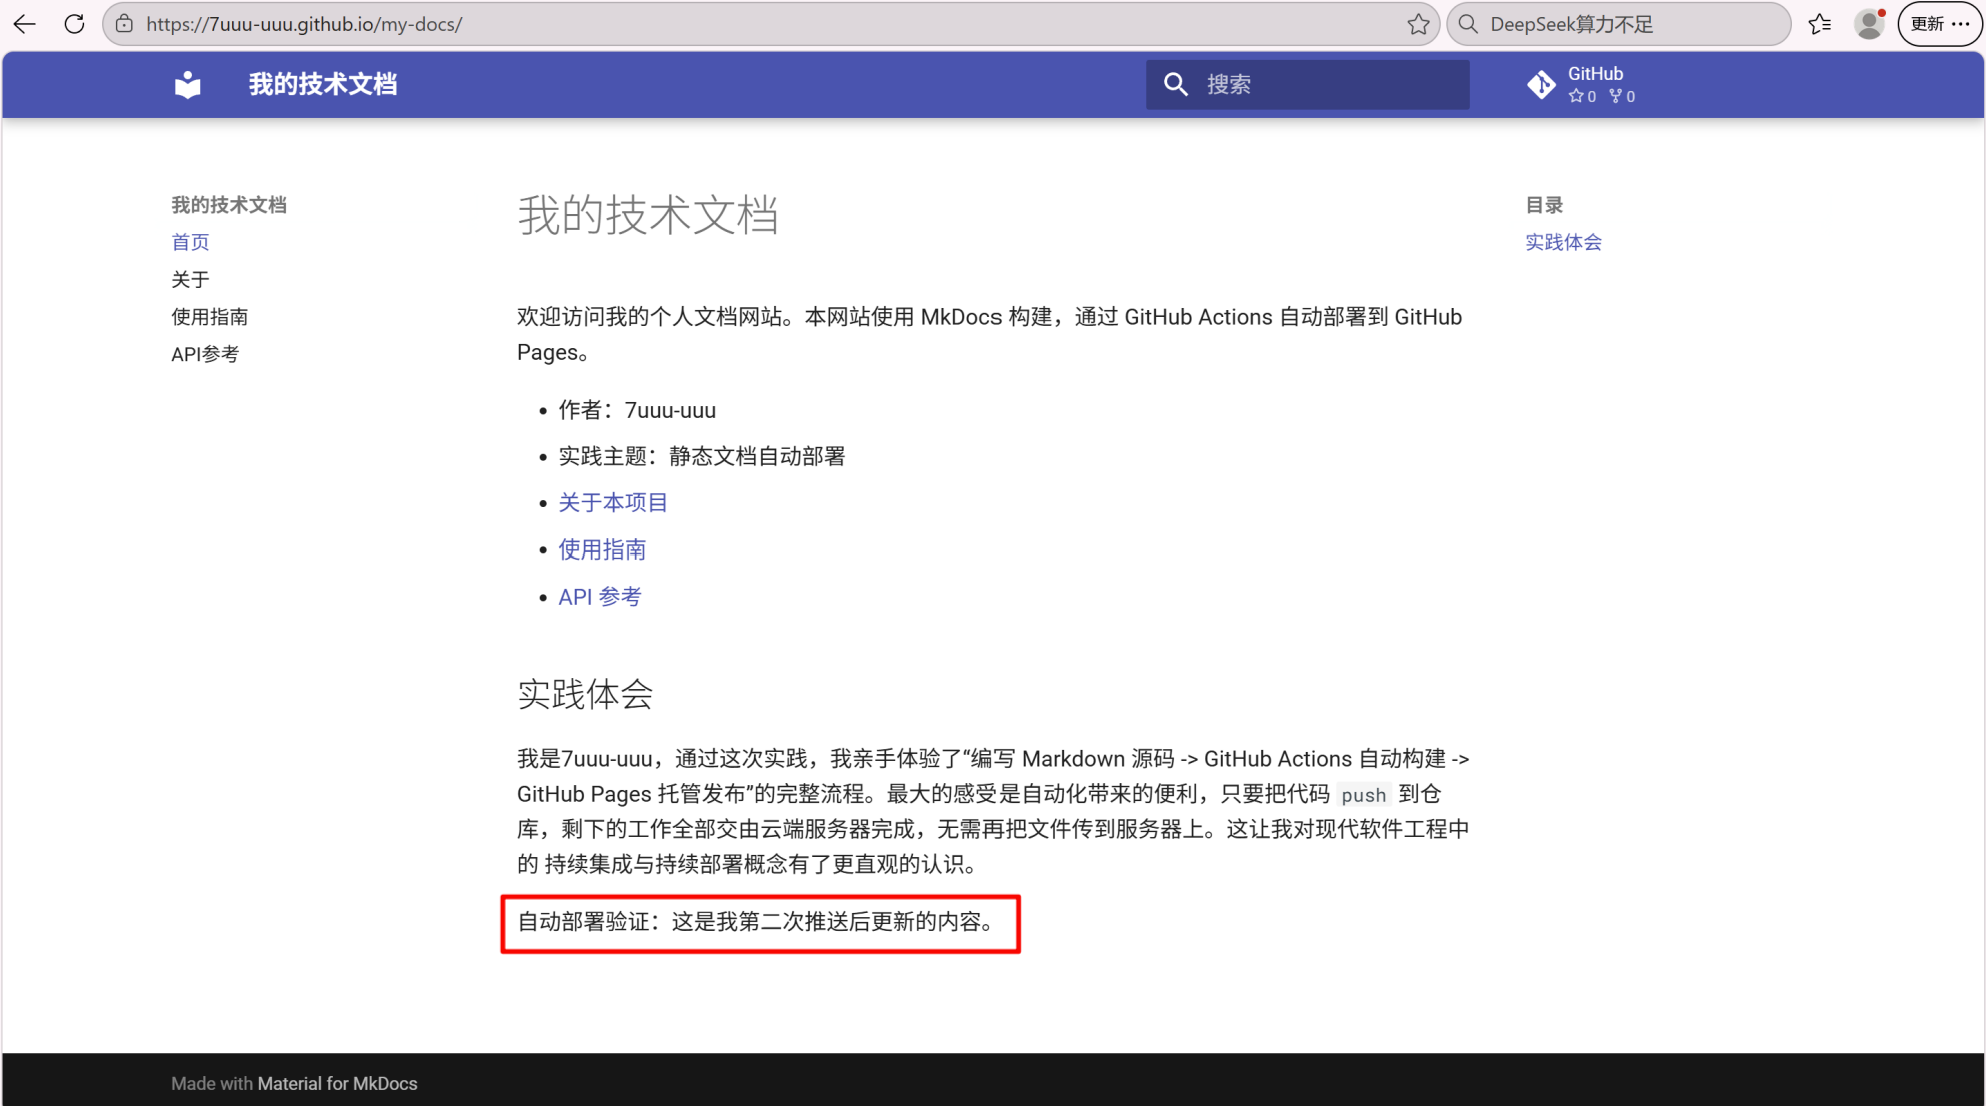 https://7uuu-uuu.github.io/my-docs/
DeepSeek算力不足
更新
我的技术文档
搜索
GitHub
0 0
我的技术文档
首页
关于
使用指南
API参考
我的技术文档
欢迎访问我的个人文档网站。本网站使用 MkDocs 构建，通过 GitHub Actions 自动部署到 GitHub
Pages。
作者：7uuu-uuu
实践主题：静态文档自动部署
关于本项目
使用指南
API 参考
实践体会
我是7uuu-uuu，通过这次实践，我亲手体验了“编写 Markdown 源码 -> GitHub Actions 自动构建 ->
GitHub Pages 托管发布”的完整流程。最大的感受是自动化带来的便利，只要把代码 push 到仓
库，剩下的工作全部交由云端服务器完成，无需再把文件传到服务器上。这让我对现代软件工程中
的 持续集成与持续部署概念有了更直观的认识。
自动部署验证：这是我第二次推送后更新的内容。
目录
实践体会
Made with Material for MkDocs